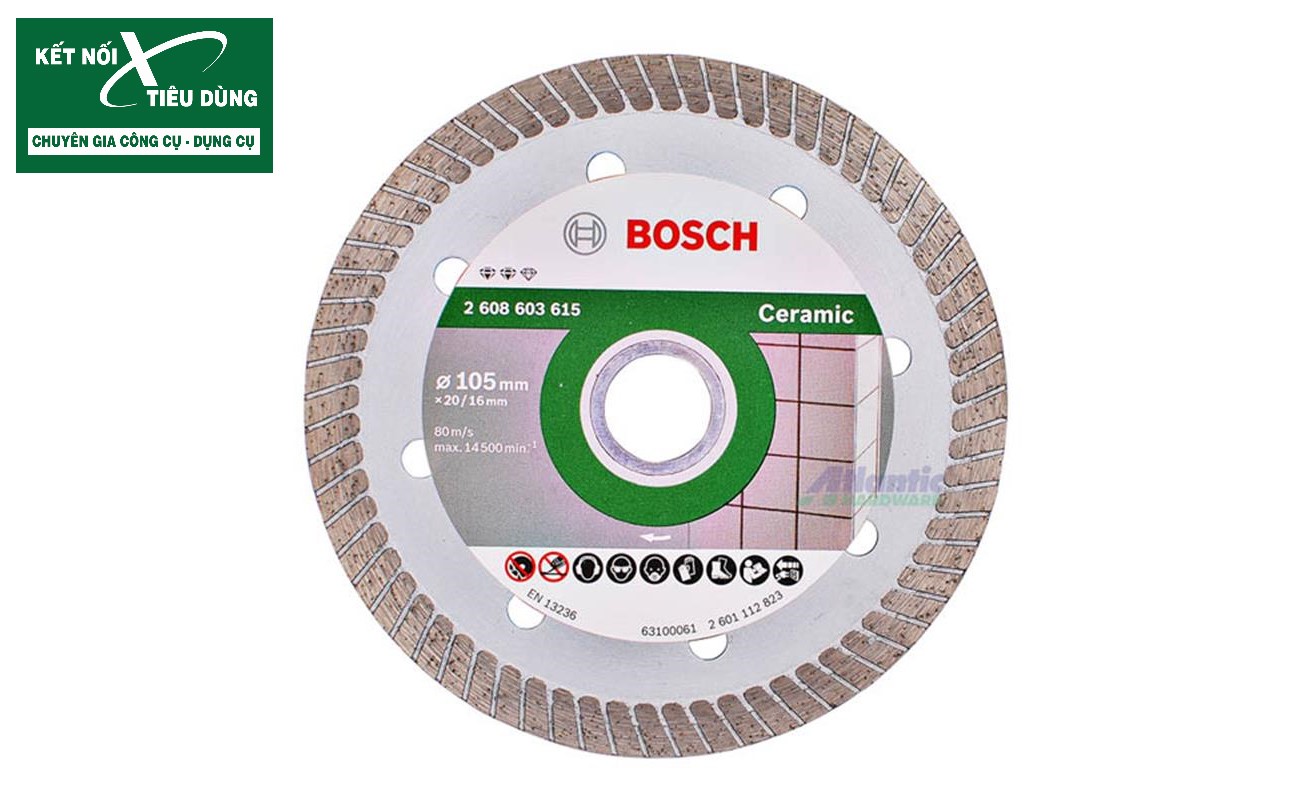 KẾT NỐI
TIÊU DÙNG
CHUYÊN GIA CÔNG CỤ - DỤNG CỤ
BOSCH
2 608 603 615
Ceramic
ø 105 mm
× 20 / 16 mm
80 m/s
max. 14500 min.-1
Atlantic
HARDWARE
EN 13236
63100061 2 601 112 823